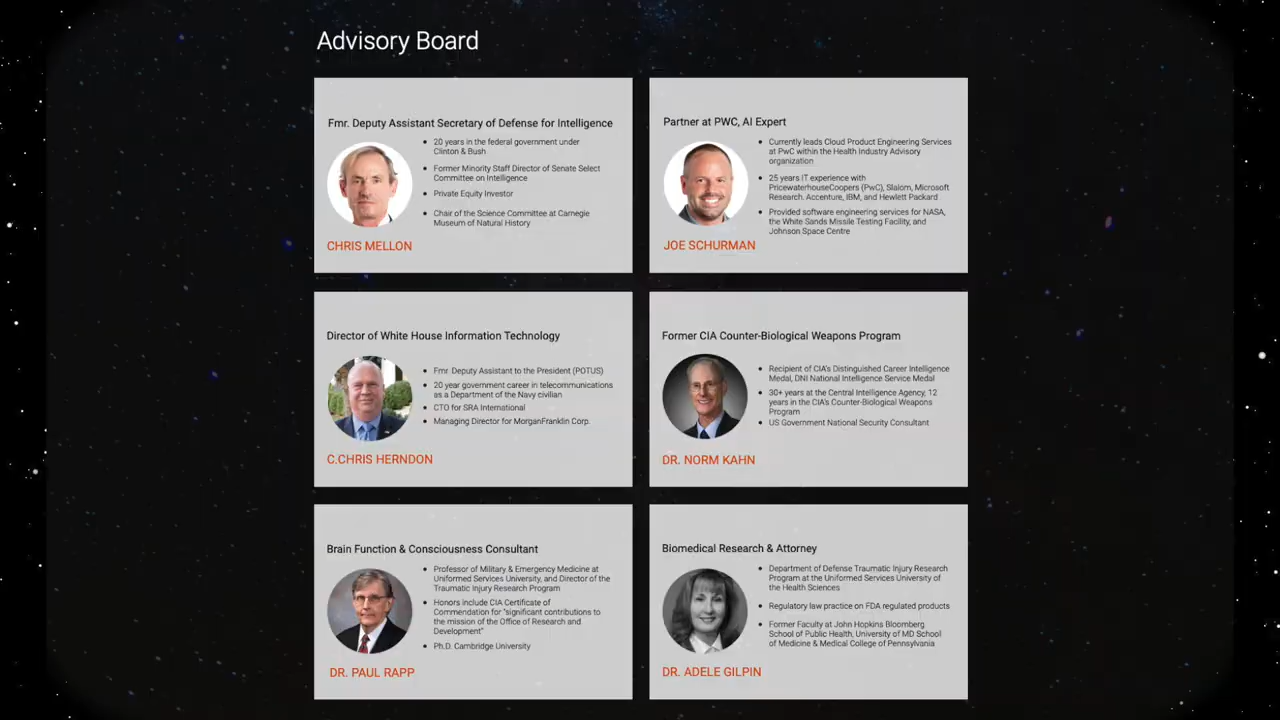 Advisory Board
Fmr. Deputy Assistant Secretary of Defense for Intelligence
20 years in the federal government under
Clinton & Bush
Former Minority Staff Director of Senate Select
Committee on Intelligence
Private Equity Investor
Chair of the Science Committee at Carnegie
Museum of Natural History
CHRIS MELLON
Partner at PWC, AI Expert
Currently leads Cloud Product Engineering Services
at PwC within the Health Industry Advisory
organization
25 years IT experience with
PricewaterhouseCoopers (PwC), Slalom, Microsoft
Research. Accenture, IBM, and Hewlett Packard
Provided software engineering services for NASA,
the White Sands Missile Testing Facility, and
Johnson Space Centre
JOE SCHURMAN
Director of White House Information Technology
Fmr. Deputy Assistant to the President (POTUS)
20 year government career in telecommunications
as a Department of the Navy civilian
CTO for SRA International
Managing Director for MorganFranklin Corp.
C.CHRIS HERNDON
Former CIA Counter-Biological Weapons Program
Recipient of CIA's Distinguished Career Intelligence
Medal, DNI National Intelligence Service Medal
30+ years at the Central Intelligence Agency, 12
years in the CIA's Counter-Biological Weapons
Program
US Government National Security Consultant
DR. NORM KAHN
Brain Function & Consciousness Consultant
Professor of Military & Emergency Medicine at
Uniformed Services University, and Director of the
Traumatic Injury Research Program
Honors include CIA Certificate of
Commendation for "significant contributions to
the mission of the Office of Research and
Development"
Ph.D. Cambridge University
DR. PAUL RAPP
Biomedical Research & Attorney
Department of Defense Traumatic Injury Research
Program at the Uniformed Services University of
the Health Sciences
Regulatory law practice on FDA regulated products
Former Faculty at John Hopkins Bloomberg
School of Public Health, University of MD School
of Medicine & Medical College of Pennsylvania
DR. ADELE GILPIN